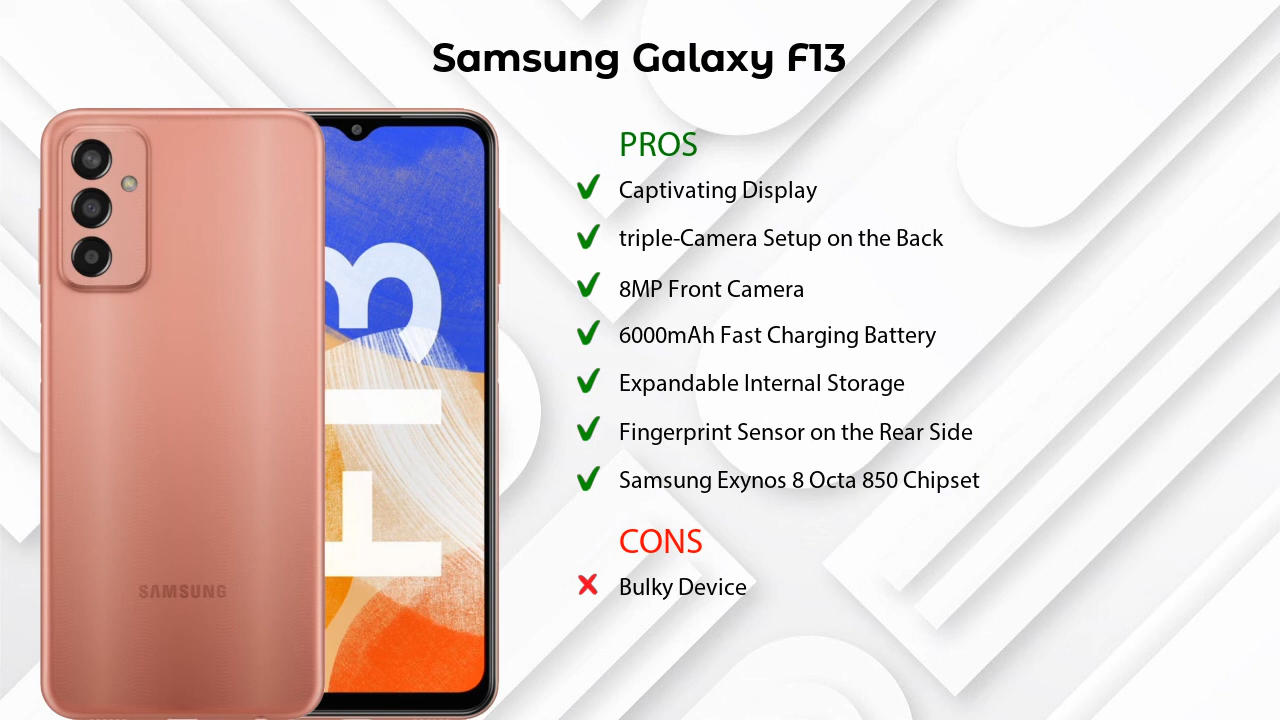 Samsung Galaxy F13
PROS
Captivating Display
triple-Camera Setup on the Back
8MP Front Camera
6000mAh Fast Charging Battery
Expandable Internal Storage
Fingerprint Sensor on the Rear Side
Samsung Exynos 8 Octa 850 Chipset
CONS
Bulky Device
SAMSUNG
F13